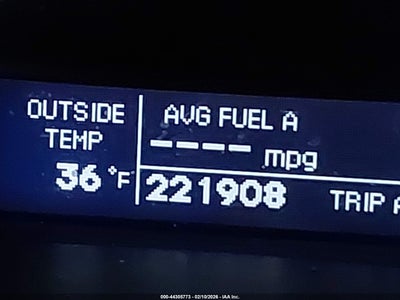 OUTSIDE
TEMP
36 °F
AVG FUEL A
---- mpg
221908
TRIP A
000-44305773 - 02/10/2026 - IAA Inc.